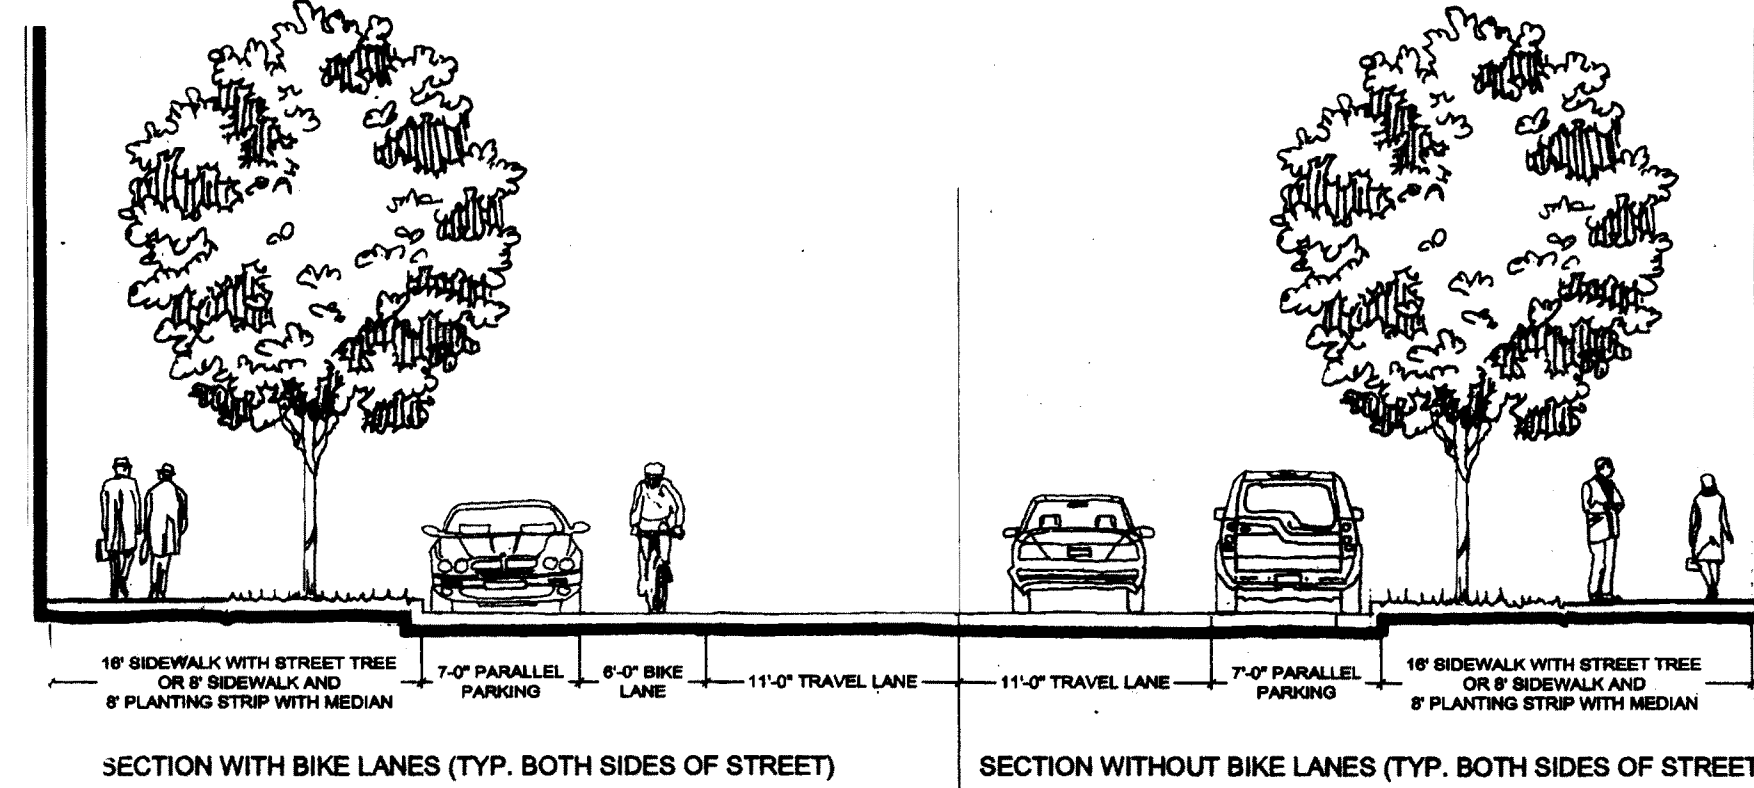 16' SIDEWALK WITH STREET TREE
OR 8' SIDEWALK AND
8' PLANTING STRIP WITH MEDIAN
7-0" PARALLEL
PARKING
6'-0" BIKE
LANE
11'-0" TRAVEL LANE
11'-0" TRAVEL LANE
7'-0" PARALLEL
PARKING
16' SIDEWALK WITH STREET TREE
OR 8' SIDEWALK AND
8' PLANTING STRIP WITH MEDIAN
SECTION WITH BIKE LANES (TYP. BOTH SIDES OF STREET)
SECTION WITHOUT BIKE LANES (TYP. BOTH SIDES OF STREET